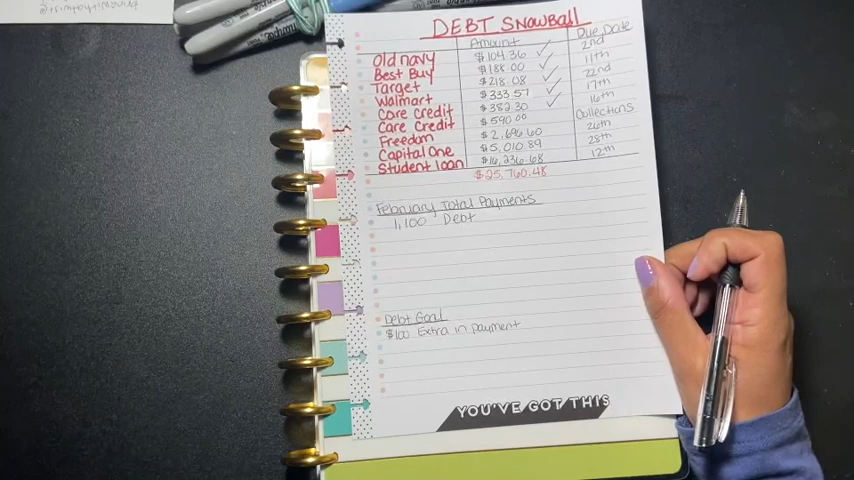 DEBT SNOWBALL
Amount Due Date
Old navy $104.36 ✓ 2nd
Best Buy $188.00 ✓ 11th
Target $218.08 ✓ 22nd
Walmart $333.57 ✓ 17th
Care Credit $382.30 ✓ 16th
Care Credit $590.00 Collections
Freedom $2,696.60 26th
Capital One $5,010.89 28th
Student loan $16,236.68 12th
$25,760.48
February Total Payments
1,100 Debt
Debt Goal
$100 Extra in payment
YOU'VE GOT THIS